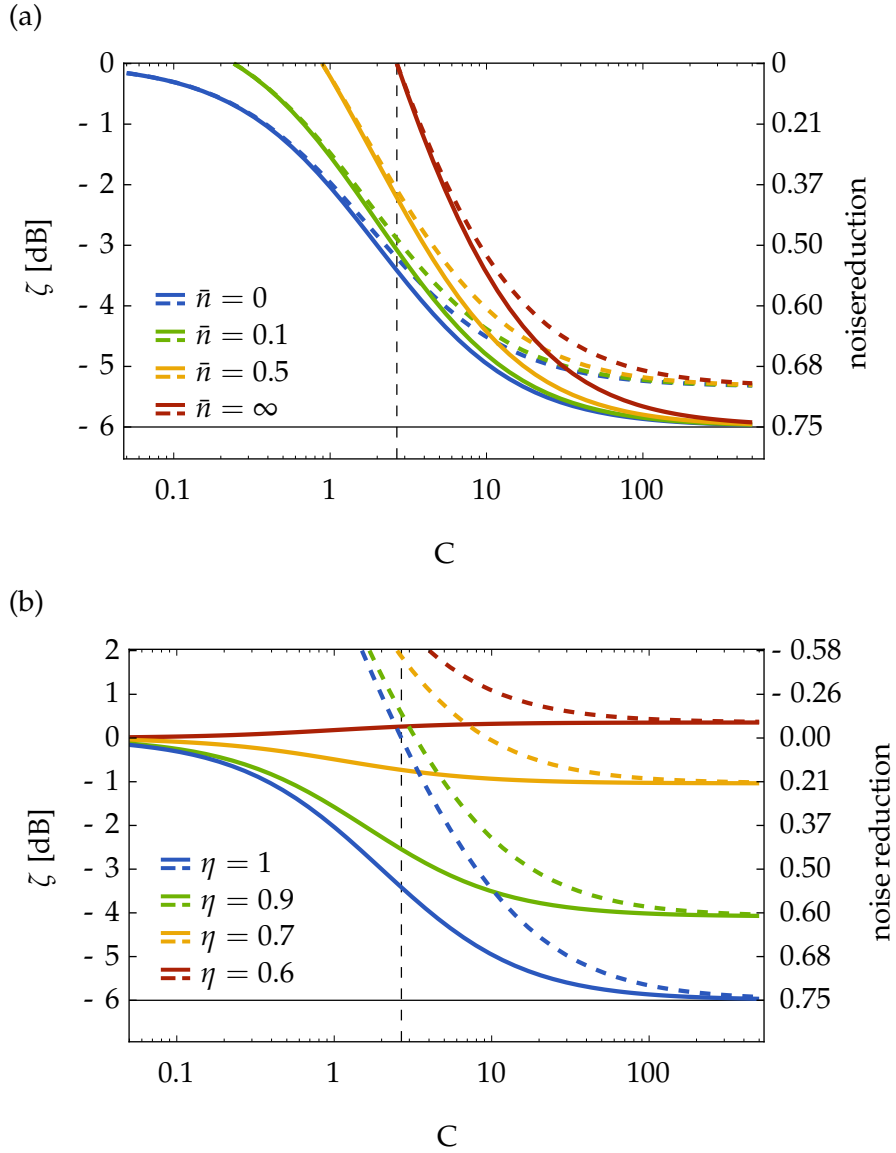 (a)
0
- 1
- 2
- 3
- 4
- 5
- 6
ζ [dB]
0
0.21
0.37
0.50
0.60
0.68
0.75
noisereduction
n̄ = 0
n̄ = 0.1
n̄ = 0.5
n̄ = ∞
0.1 1 10 100
C
(b)
2
1
0
- 1
- 2
- 3
- 4
- 5
- 6
ζ [dB]
- 0.58
- 0.26
0.00
0.21
0.37
0.50
0.60
0.68
0.75
noise reduction
η = 1
η = 0.9
η = 0.7
η = 0.6
0.1 1 10 100
C